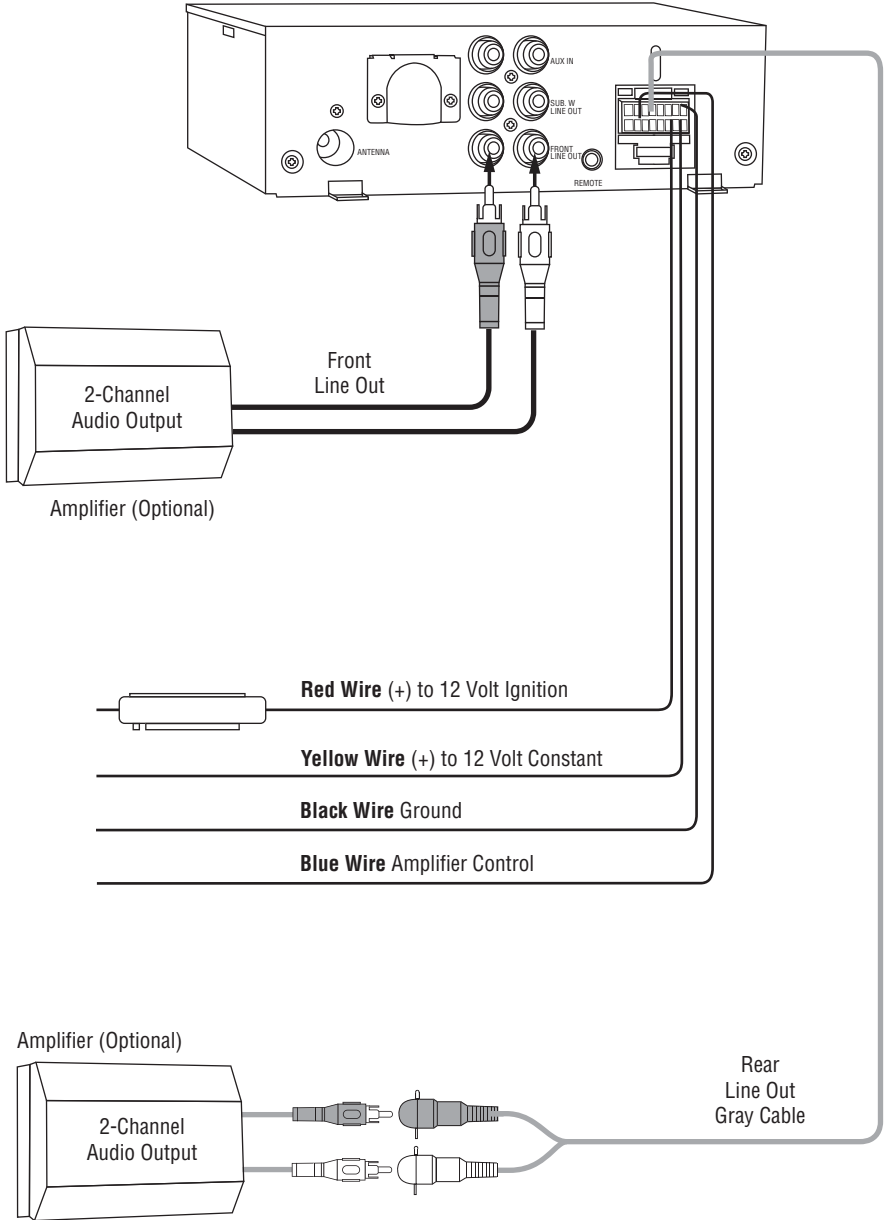 AUX IN
SUB. W
LINE OUT
ANTENNA
FRONT
LINE OUT
REMOTE
Front
Line Out
2-Channel
Audio Output
Amplifier (Optional)
Red Wire (+) to 12 Volt Ignition
Yellow Wire (+) to 12 Volt Constant
Black Wire Ground
Blue Wire Amplifier Control
Amplifier (Optional)
2-Channel
Audio Output
Rear
Line Out
Gray Cable